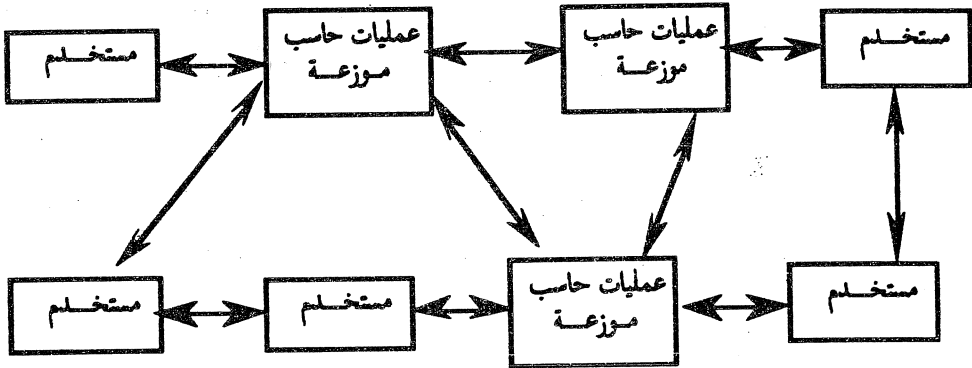 مستخدم
عمليات حاسب
موزعة
عمليات حاسب
موزعة
مستخدم
مستخدم
مستخدم
عمليات حاسب
موزعة
مستخدم